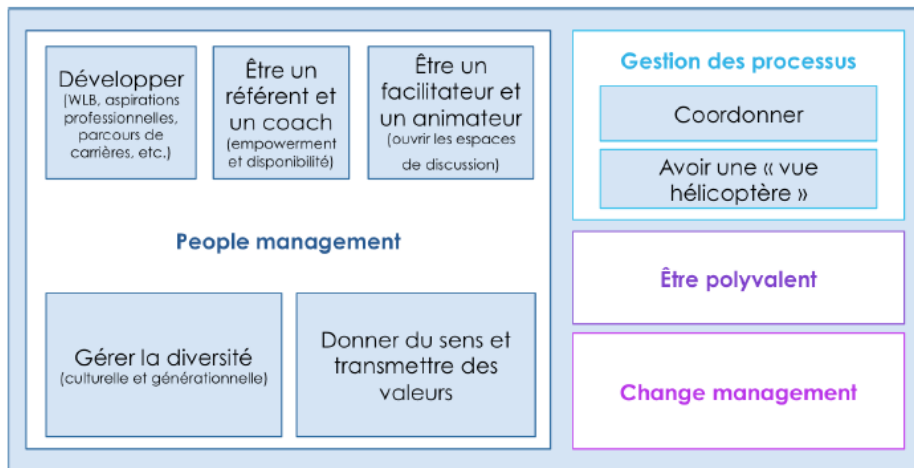 Développer
(WLB, aspirations
professionnelles,
parcours de
carrières, etc.)
Être un
référent et
un coach
(empowerment
et disponibilité)
Être un
facilitateur et
un animateur
(ouvrir les espaces
de discussion)
People management
Gérer la diversité
(culturelle et générationnelle)
Donner du sens et
transmettre des
valeurs
Gestion des processus
Coordonner
Avoir une « vue
hélicoptère »
Être polyvalent
Change management